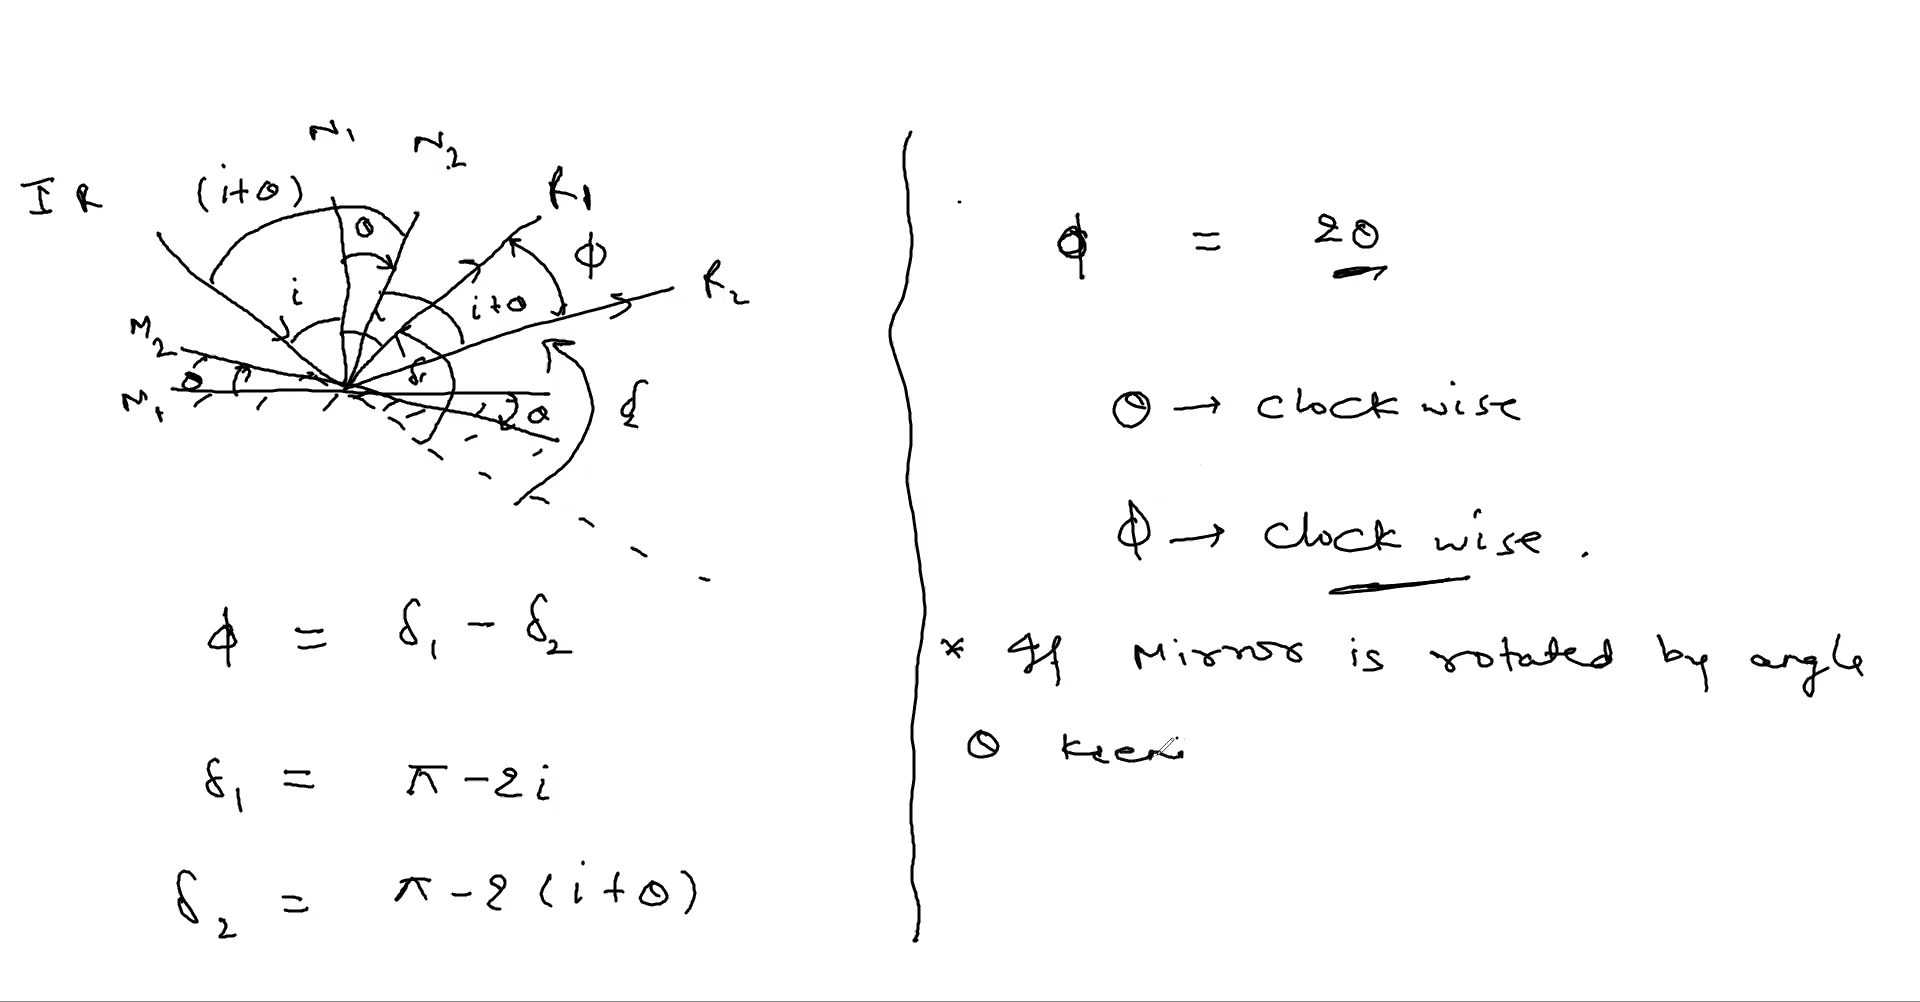 N₁ N₂
I R (i+θ) θ R₁
ϕ
i i i+θ R₂
M₂ θ
M₁ θ δ₁ δ₂
ϕ = δ₁ - δ₂
δ₁ = π - 2i
δ₂ = π - 2 (i+θ)
ϕ = 2θ
θ → clock wise
ϕ → clock wise.
* If Mirror is rotated by angle
θ